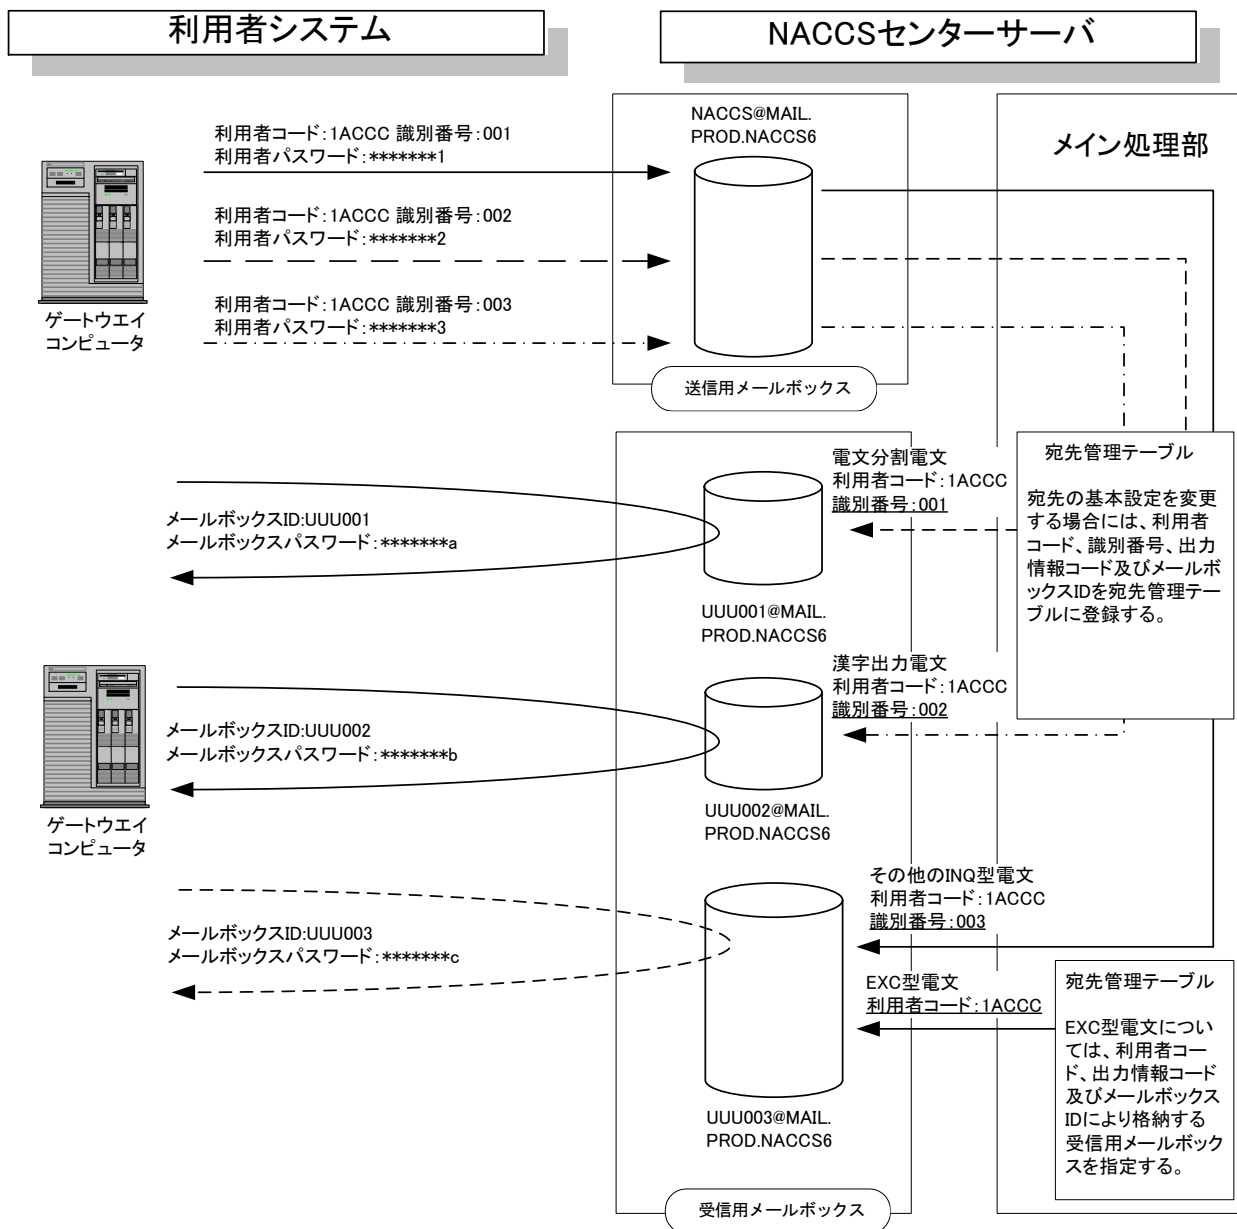 利用者システム
NACCSセンターサーバ
NACCS@MAIL.
PROD.NACCS6
メイン処理部
利用者コード:1ACCC 識別番号:001
利用者パスワード:*******1
利用者コード:1ACCC 識別番号:002
利用者パスワード:*******2
利用者コード:1ACCC 識別番号:003
利用者パスワード:*******3
ゲートウエイ
コンピュータ
送信用メールボックス
電文分割電文
利用者コード:1ACCC
識別番号:001
宛先管理テーブル
宛先の基本設定を変更
する場合には、利用者
コード、識別番号、出力
情報コード及びメールボ
ックスIDを宛先管理テー
ブルに登録する。
メールボックスID:UUU001
メールボックスパスワード:*******a
UUU001@MAIL.
PROD.NACCS6
漢字出力電文
利用者コード:1ACCC
識別番号:002
メールボックスID:UUU002
メールボックスパスワード:*******b
UUU002@MAIL.
PROD.NACCS6
ゲートウエイ
コンピュータ
その他のINQ型電文
利用者コード:1ACCC
識別番号:003
メールボックスID:UUU003
メールボックスパスワード:*******c
EXC型電文
利用者コード:1ACCC
宛先管理テーブル
EXC型電文につい
ては、利用者コー
ド、出力情報コード
及びメールボックス
IDにより格納する
受信用メールボック
スを指定する。
UUU003@MAIL.
PROD.NACCS6
受信用メールボックス